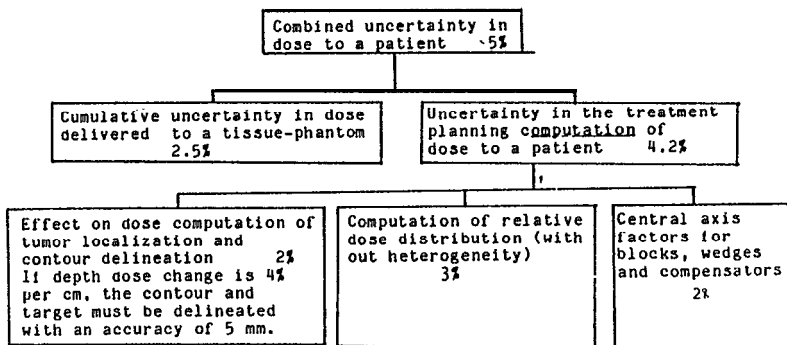 Combined uncertainty in
dose to a patient 5%
Cumulative uncertainty in dose
delivered to a tissue-phantom
2.5%
Uncertainty in the treatment
planning computation of
dose to a patient 4.2%
Effect on dose computation of
tumor localization and
contour delineation 2%
If depth dose change is 4%
per cm, the contour and
target must be delineated
with an accuracy of 5 mm.
Computation of relative
dose distribution (with
out heterogeneity)
3%
Central axis
factors for
blocks, wedges
and compensators
2%